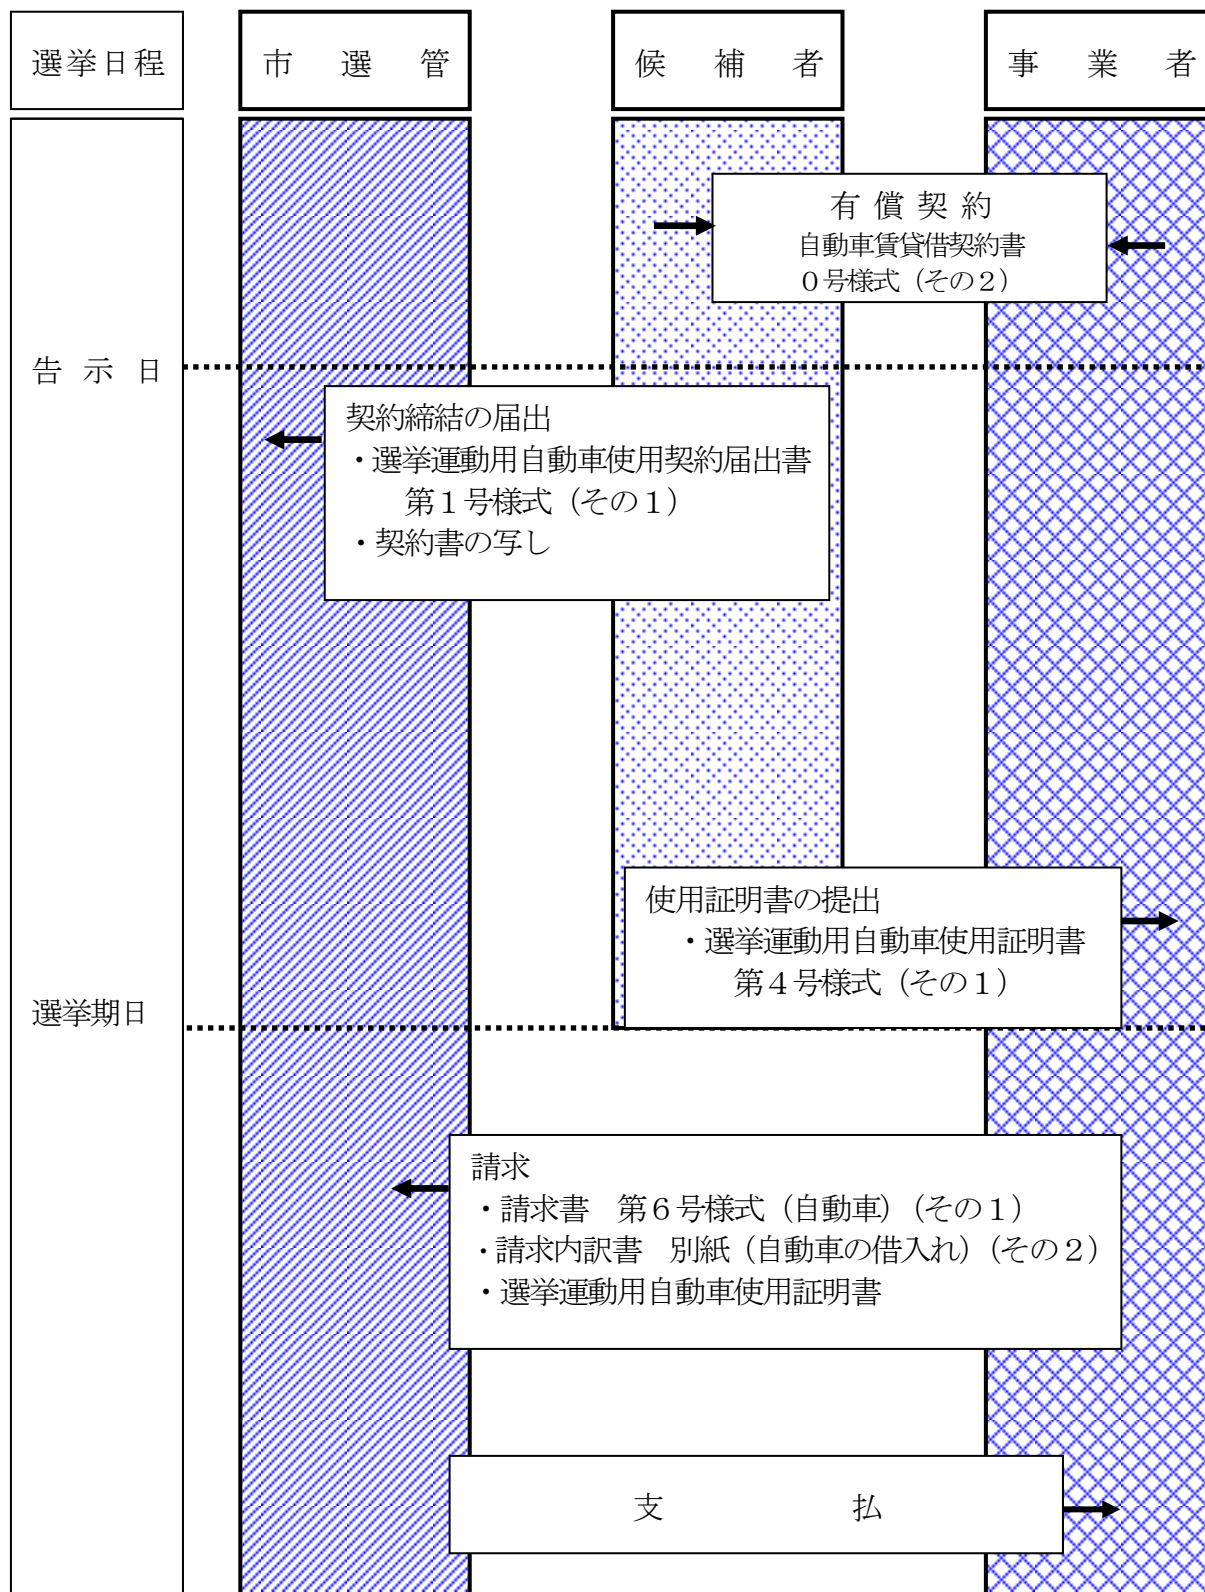 選挙日程
市選管
候補者
事業者
有償契約
自動車賃貸借契約書
０号様式（その２）
告示日
契約締結の届出
・選挙運動用自動車使用契約届出書
第１号様式（その１）
・契約書の写し
使用証明書の提出
・選挙運動用自動車使用証明書
第４号様式（その１）
選挙期日
請求
・請求書　第６号様式（自動車）（その１）
・請求内訳書　別紙（自動車の借入れ）（その２）
・選挙運動用自動車使用証明書
支払